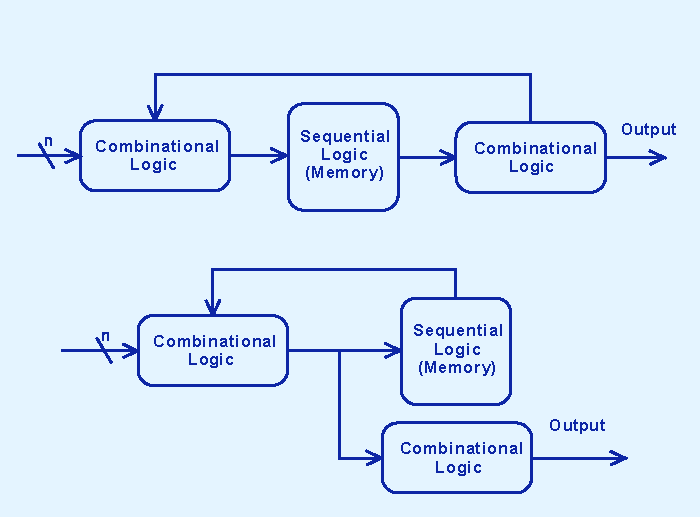 n
Combinational
Logic
Sequential
Logic
(Memory)
Combinational
Logic
Output
n
Combinational
Logic
Sequential
Logic
(Memory)
Combinational
Logic
Output